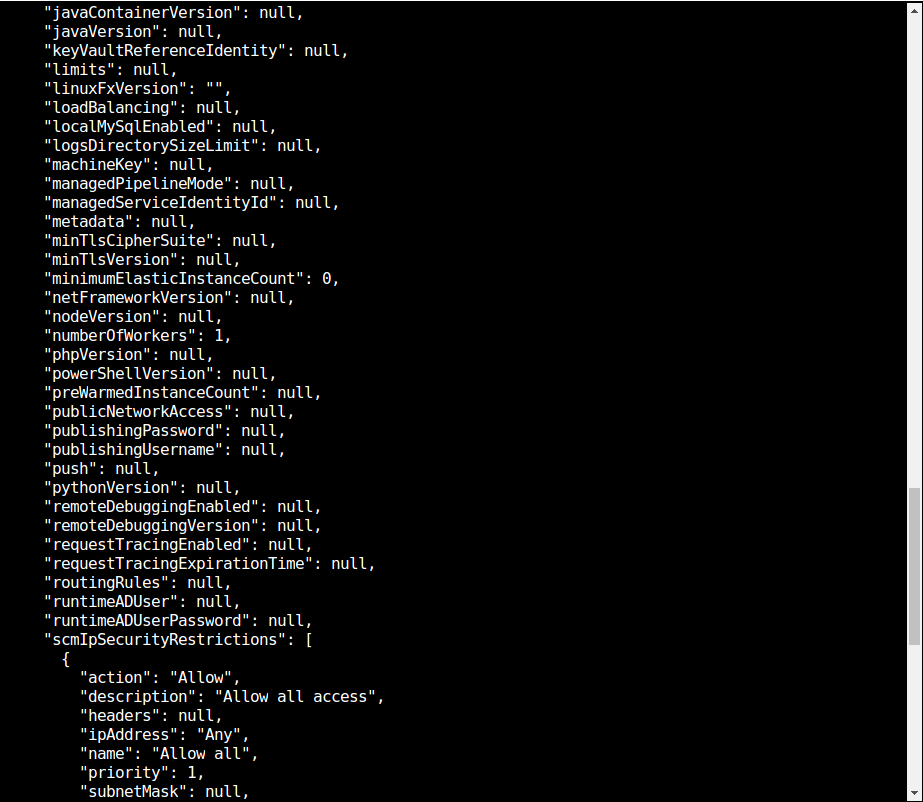 "javaContainerVersion": null,
"javaVersion": null,
"keyVaultReferenceIdentity": null,
"limits": null,
"linuxFxVersion": "",
"loadBalancing": null,
"localMySqlEnabled": null,
"logsDirectorySizeLimit": null,
"machineKey": null,
"managedPipelineMode": null,
"managedServiceIdentityId": null,
"metadata": null,
"minTlsCipherSuite": null,
"minTlsVersion": null,
"minimumElasticInstanceCount": 0,
"netFrameworkVersion": null,
"nodeVersion": null,
"numberOfWorkers": 1,
"phpVersion": null,
"powerShellVersion": null,
"preWarmedInstanceCount": null,
"publicNetworkAccess": null,
"publishingPassword": null,
"publishingUsername": null,
"push": null,
"pythonVersion": null,
"remoteDebuggingEnabled": null,
"remoteDebuggingVersion": null,
"requestTracingEnabled": null,
"requestTracingExpirationTime": null,
"routingRules": null,
"runtimeADUser": null,
"runtimeADUserPassword": null,
"scmIpSecurityRestrictions": [
{
"action": "Allow",
"description": "Allow all access",
"headers": null,
"ipAddress": "Any",
"name": "Allow all",
"priority": 1,
"subnetMask": null,